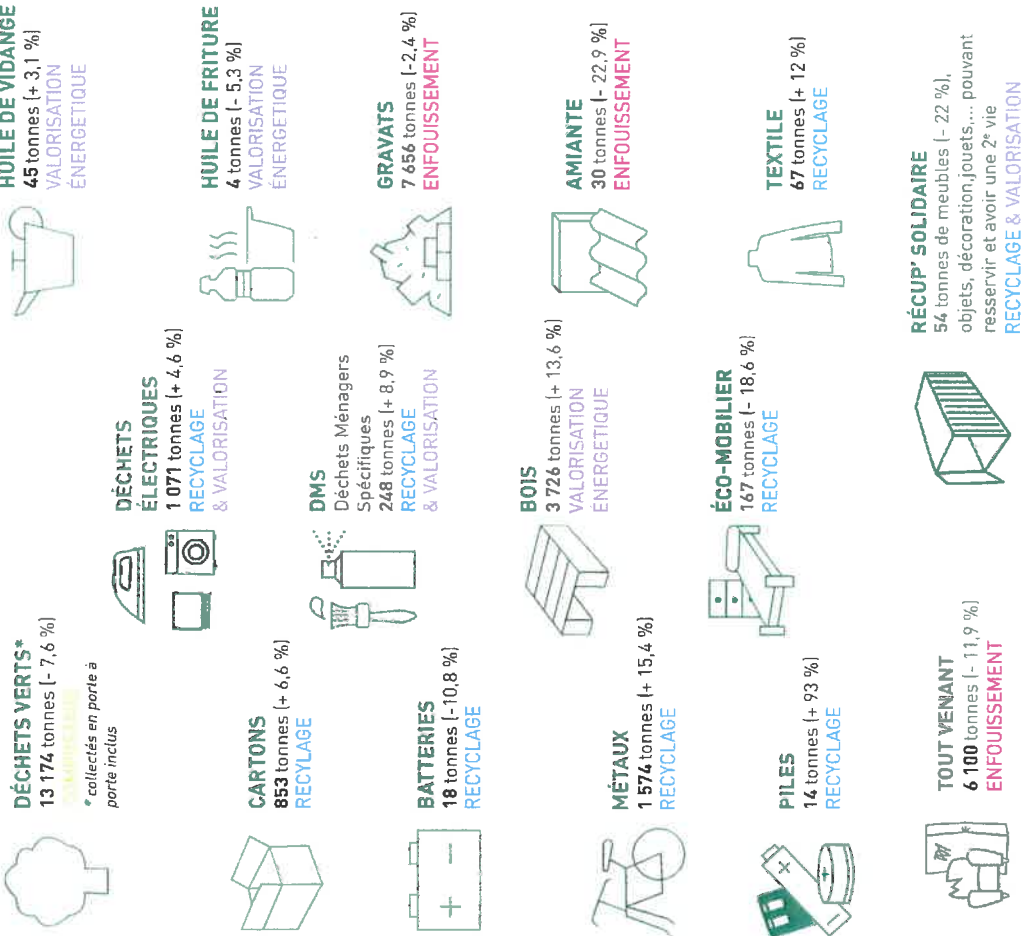 DÉCHETS VERTS*
13 174 tonnes (- 7,6 %)
* collectés en porte à
porte inclus
CARTONS
853 tonnes (+ 6,6 %)
RECYLAGE
BATTERIES
18 tonnes (-10,8 %)
RECYCLAGE
MÉTAUX
1 574 tonnes (+ 15,4 %)
RECYCLAGE
PILES
14 tonnes (+ 93 %)
RECYCLAGE
TOUT VENANT
6 100 tonnes (- 11,9 %)
ENFOUISSEMENT
DÉCHETS
ÉLECTRIQUES
1 071 tonnes (+ 4,6 %)
RECYCLAGE
& VALORISATION
DMS
Déchets Ménagers
Spécifiques
248 tonnes (+ 8,9 %)
RECYCLAGE
& VALORISATION
BOIS
3 726 tonnes (+ 13,6 %)
VALORISATION
ÉNERGETIQUE
ÉCO-MOBILIER
167 tonnes (- 18,6 %)
RECYCLAGE
RÉCUP' SOLIDAIRE
54 tonnes de meubles (- 22 %),
objets, décoration,jouets,... pouvant
resservir et avoir une 2e vie
RECYCLAGE & VALORISATION
HUILE DE VIDANGE
45 tonnes (+ 3,1 %)
VALORISATION
ÉNERGETIQUE
HUILE DE FRITURE
4 tonnes (- 5,3 %)
VALORISATION
ÉNERGETIQUE
GRAVATS
7 656 tonnes (-2,4 %)
ENFOUISSEMENT
AMIANTE
30 tonnes (- 22,9 %)
ENFOUISSEMENT
TEXTILE
67 tonnes (+ 12 %)
RECYCLAGE